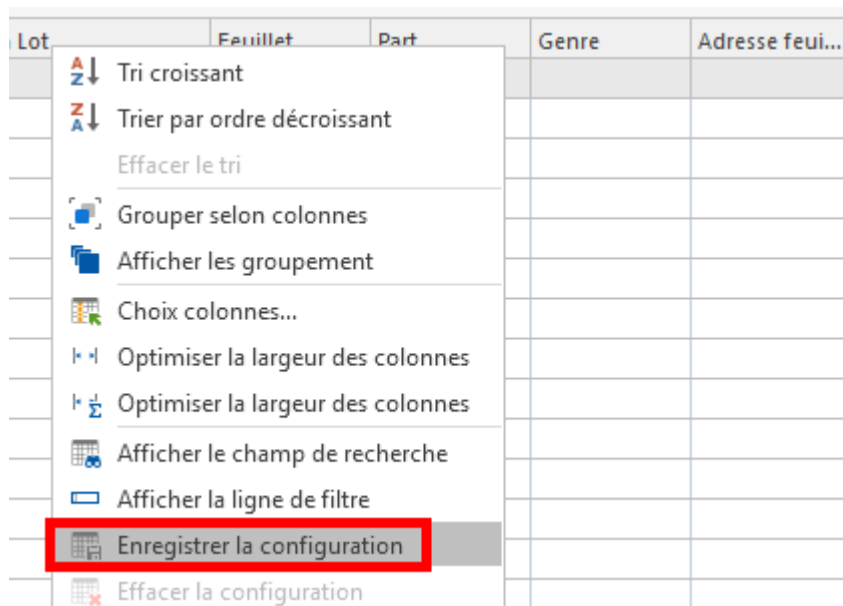 Lot Feuillet Part Genre Adresse feui...
Tri croissant
Trier par ordre décroissant
Effacer le tri
Grouper selon colonnes
Afficher les groupement
Choix colonnes...
Optimiser la largeur des colonnes
Optimiser la largeur des colonnes
Afficher le champ de recherche
Afficher la ligne de filtre
Enregistrer la configuration
Effacer la configuration